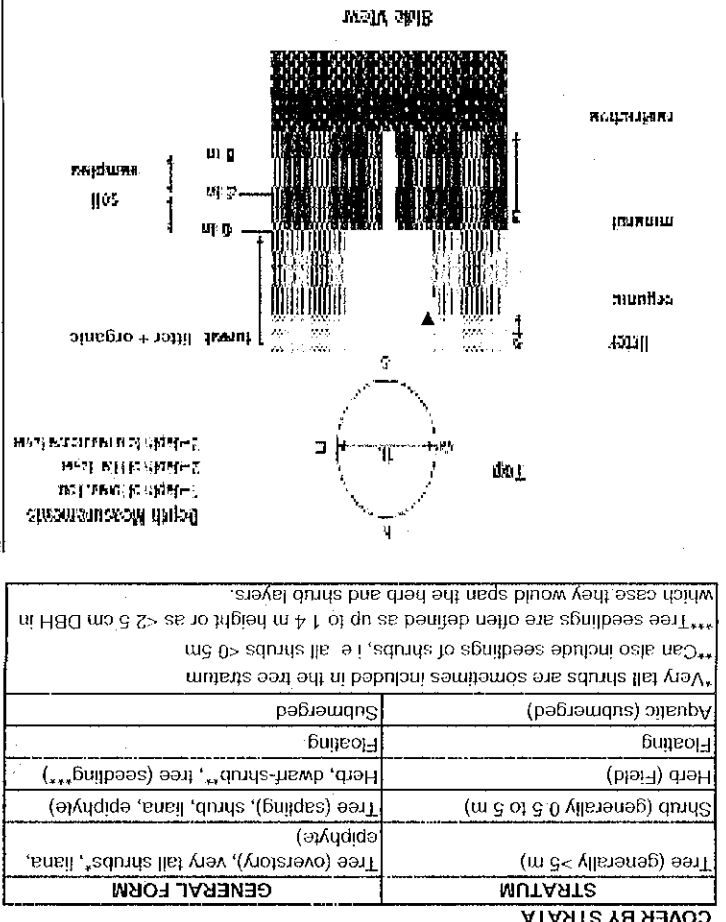 COVER BY STRATA
STRATUM GENERAL FORM
Tree (generally >5 m) Tree (overstory), very tall shrubs*, liana,
epiphyte)
Shrub (generally 0 5 to 5 m) Tree (sapling), shrub, liana, epiphyte)
Herb (Field) Herb, dwarf-shrub**, tree (seedling***)
Floating Floating
Aquatic (submerged) Submerged
*Very tall shrubs are sometimes included in the tree stratum
**Can also include seedlings of shrubs, i e all shrubs <0 5m
***Tree seedlings are often defined as up to 1 4 m height or as <2 5 cm DBH in
which case they would span the herb and shrub layers.
Depth Measurements
Top
S
litter
litter + organic
organic
mineral
soil
samples
Side View